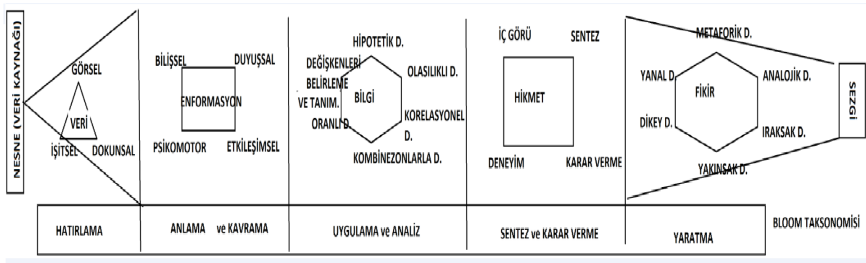 NESNE (VERİ KAYNAĞI)
GÖRSEL
VERİ
İŞİTSEL DOKUNSAL
BİLİŞSEL DUYUŞSAL
ENFORMASYON
PSİKOMOTOR ETKİLEŞİMSEL
HİPOTETİK D.
DEĞİŞKENLERİ
BELİRLEME
VE TANIM.
ORANLI D.
BİLGİ
OLASILIKLI D.
KORELASYONEL
D.
KOMBİNEZONLARLA D.
İÇ GÖRÜ SENTEZ
HİKMET
DENEYİM KARAR VERME
METAFORİK D.
YANAL D. ANALOJİK D.
FİKİR
DİKEY D. IRAKSAK D.
YAKINSAK D.
SEZGİ
HATIRLAMA
ANLAMA ve KAVRAMA
UYGULAMA ve ANALİZ
SENTEZ ve KARAR VERME
YARATMA
BLOOM TAKSONOMİSİ